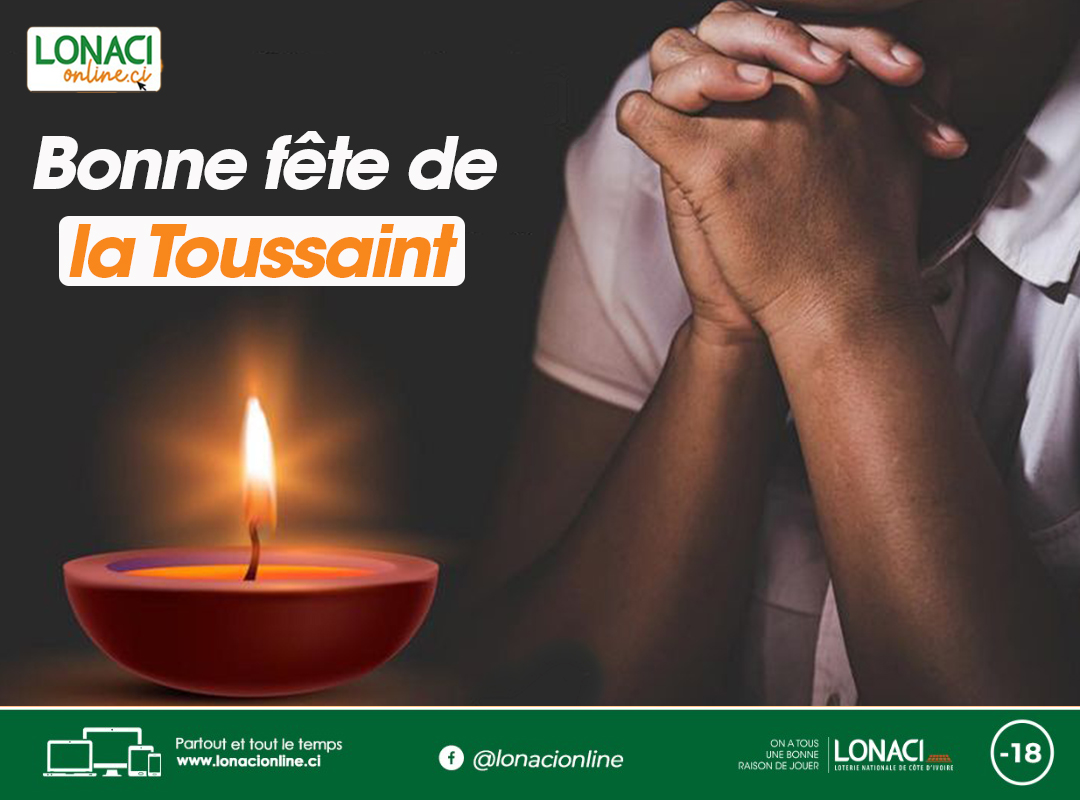 LONACI
online.ci
Bonne fête de
la Toussaint
Partout et tout le temps
www.lonacionline.ci
@lonacionline
ON A TOUS
UNE BONNE
RAISON DE JOUER
LONACI
LOTERIE NATIONALE DE CÔTE D'IVOIRE
-18